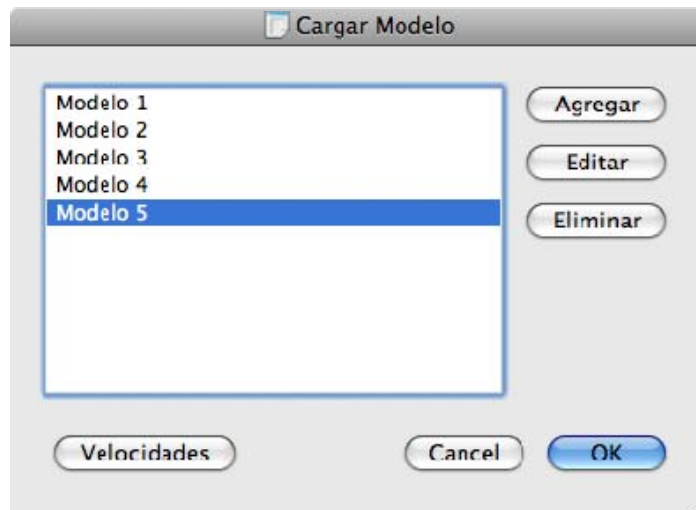 Cargar Modelo
Modelo 1
Modelo 2
Modelo 3
Modelo 4
Modelo 5
Agregar
Editar
Eliminar
Velocidades
Cancel
OK